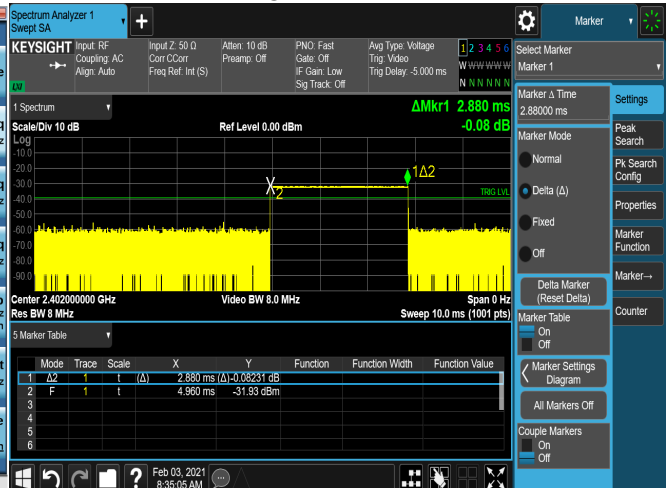 Spectrum Analyzer 1
Swept SA
+
Marker
KEYSIGHT
LXI
Input: RF
Coupling: AC
Align: Auto
Input Z: 50 Ω
Corr CCorr
Freq Ref: Int (S)
Atten: 10 dB
Preamp: Off
PNO: Fast
Gate: Off
IF Gain: Low
Sig Track: Off
Avg Type: Voltage
Trig: Video
Trig Delay: -5.000 ms
1 2 3 4 5 6
W W W W W W
N N N N N N
Select Marker
Marker 1
1 Spectrum
ΔMkr1 2.880 ms
-0.08 dB
Scale/Div 10 dB
Ref Level 0.00 dBm
Log
-10.0
-20.0
-30.0
-40.0
-50.0
-60.0
-70.0
-80.0
-90.0
X2
1Δ2
TRIG LVL
Center 2.402000000 GHz
Video BW 8.0 MHz
Span 0 Hz
Res BW 8 MHz
Sweep 10.0 ms (1001 pts)
5 Marker Table
Mode Trace Scale X Y Function Function Width Function Value
1 Δ2 1 t (Δ) 2.880 ms (Δ) -0.08231 dB
2 F 1 t 4.960 ms -31.93 dBm
3
4
5
6
Marker Δ Time
2.88000 ms
Marker Mode
Normal
Delta (Δ)
Fixed
Off
Delta Marker
(Reset Delta)
Marker Table
On
Off
Marker Settings
Diagram
All Markers Off
Couple Markers
On
Off
Settings
Peak
Search
Pk Search
Config
Properties
Marker
Function
Marker→
Counter
?
Feb 03, 2021
8:35:05 AM